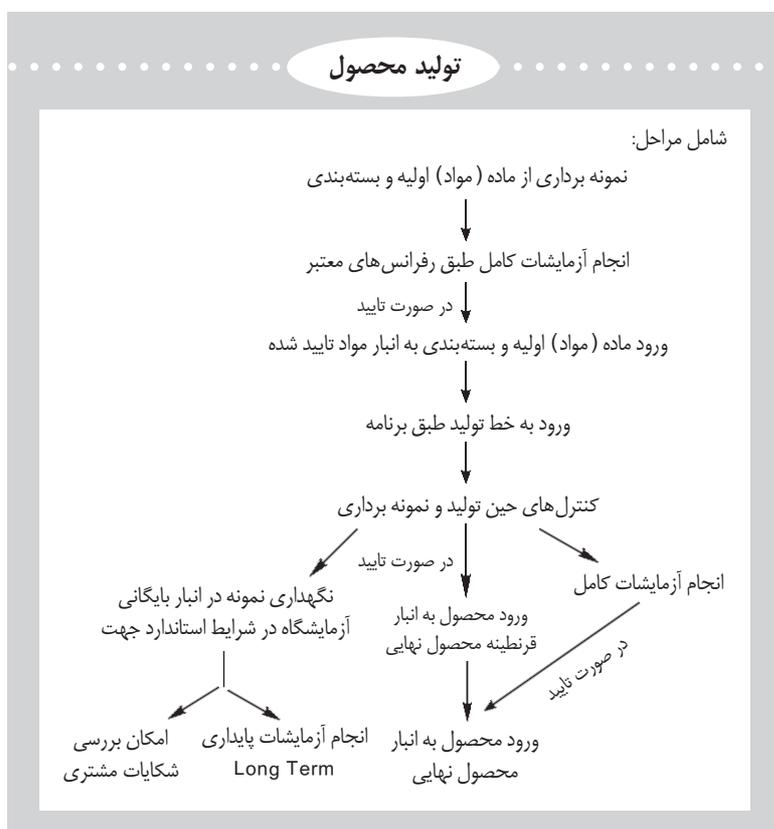 تولید محصول
شامل مراحل:
نمونه برداری از ماده (مواد) اولیه و بسته‌بندی
انجام آزمایشات کامل طبق رفرانس‌های معتبر
در صورت تایید
ورود ماده (مواد) اولیه و بسته‌بندی به انبار مواد تایید شده
ورود به خط تولید طبق برنامه
کنترل‌های حین تولید و نمونه برداری
انجام آزمایشات کامل
در صورت تایید
در صورت تایید
ورود محصول به انبار
قرنطینه محصول نهایی
ورود محصول به انبار
محصول نهایی
نگهداری نمونه در انبار بایگانی
آزمایشگاه در شرایط استاندارد جهت
انجام آزمایشات پایداری
Long Term
امکان بررسی
شکایات مشتری